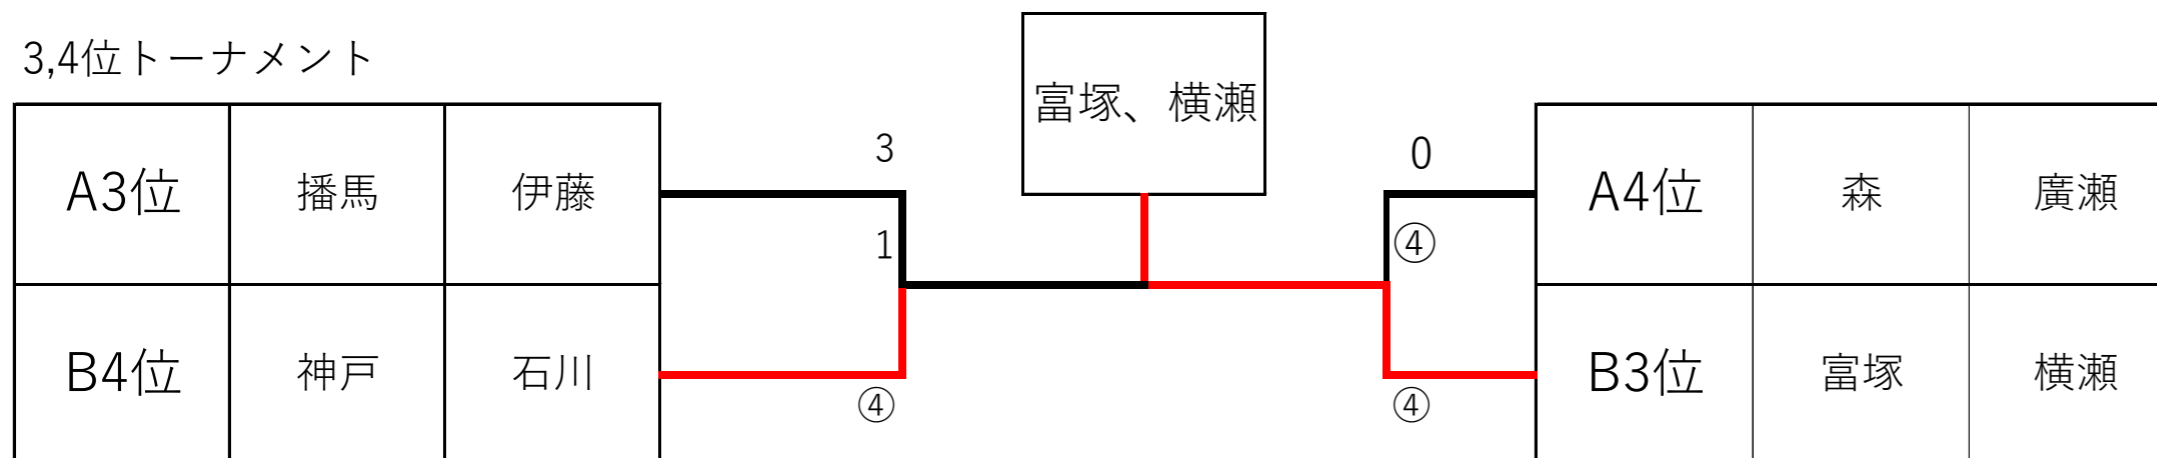 3,4位トーナメント
富塚、横瀬
A3位 播馬 伊藤
3
0
A4位 森 廣瀬
1
④
B4位 神戸 石川
④
④
B3位 富塚 横瀬